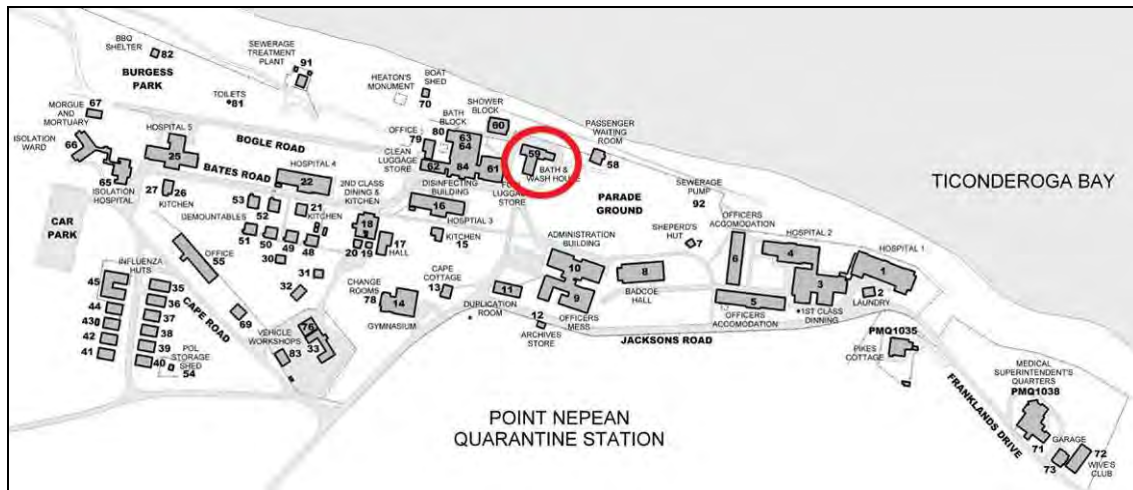 BBQ
SHELTER
82
BURGESS
PARK
SEWERAGE
TREATMENT
PLANT
91
TOILETS
81
HEATON'S
MONUMENT
BOAT
SHED
70
SHOWER
BLOCK
60
BATH
BLOCK
80
63
64
OFFICE
79
CLEAN
LUGGAGE
STORE
62
84
61
DISINFECTING
BUILDING
LUGGAGE
STORE
59
BATH &
WASH HOUSE
PASSENGER
WAITING
ROOM
58
PARADE
GROUND
TICONDEROGA BAY
MORGUE
AND
MORTUARY
67
ISOLATION
WARD
66
65
ISOLATION
HOSPITAL
HOSPITAL 5
25
BOGLE ROAD
BATES ROAD
HOSPITAL 4
22
27
26
KITCHEN
DEMOUNTABLES
53
52
21
KITCHEN
51
50
49
48
2ND CLASS
DINING &
KITCHEN
18
20
19
17
HALL
16
HOSPTIAL 3
KITCHEN
15
CAR
PARK
30
31
32
OFFICE
55
INFLUENZA
HUTS
45
44
43
42
41
35
36
37
38
39
40
CAPE ROAD
POL
STORAGE
SHED
54
69
VEHICLE
WORKSHOPS
76
33
83
CHANGE
ROOMS
78
14
GYMNASIUM
CAPE
COTTAGE
13
11
DUPLICATION
ROOM
ADMINISTRATION
BUILDING
10
9
OFFICERS
MESS
12
ARCHIVES
STORE
8
BADCOE
HALL
SEWERAGE
PUMP
92
SHEPERD'S
HUT
7
OFFICERS
ACCOMODATION
6
5
OFFICERS
ACCOMODATION
HOSPITAL 2
4
HOSPITAL 1
1
2
LAUNDRY
3
1ST CLASS
DINNING
JACKSONS ROAD
PMQ1035
PIKES
COTTAGE
FRANKLANDS DRIVE
MEDICAL
SUPERINTENDENT'S
QUARTERS
PMQ1038
71
GARAGE
73
72
WIVE'S
CLUB
POINT NEPEAN
QUARANTINE STATION